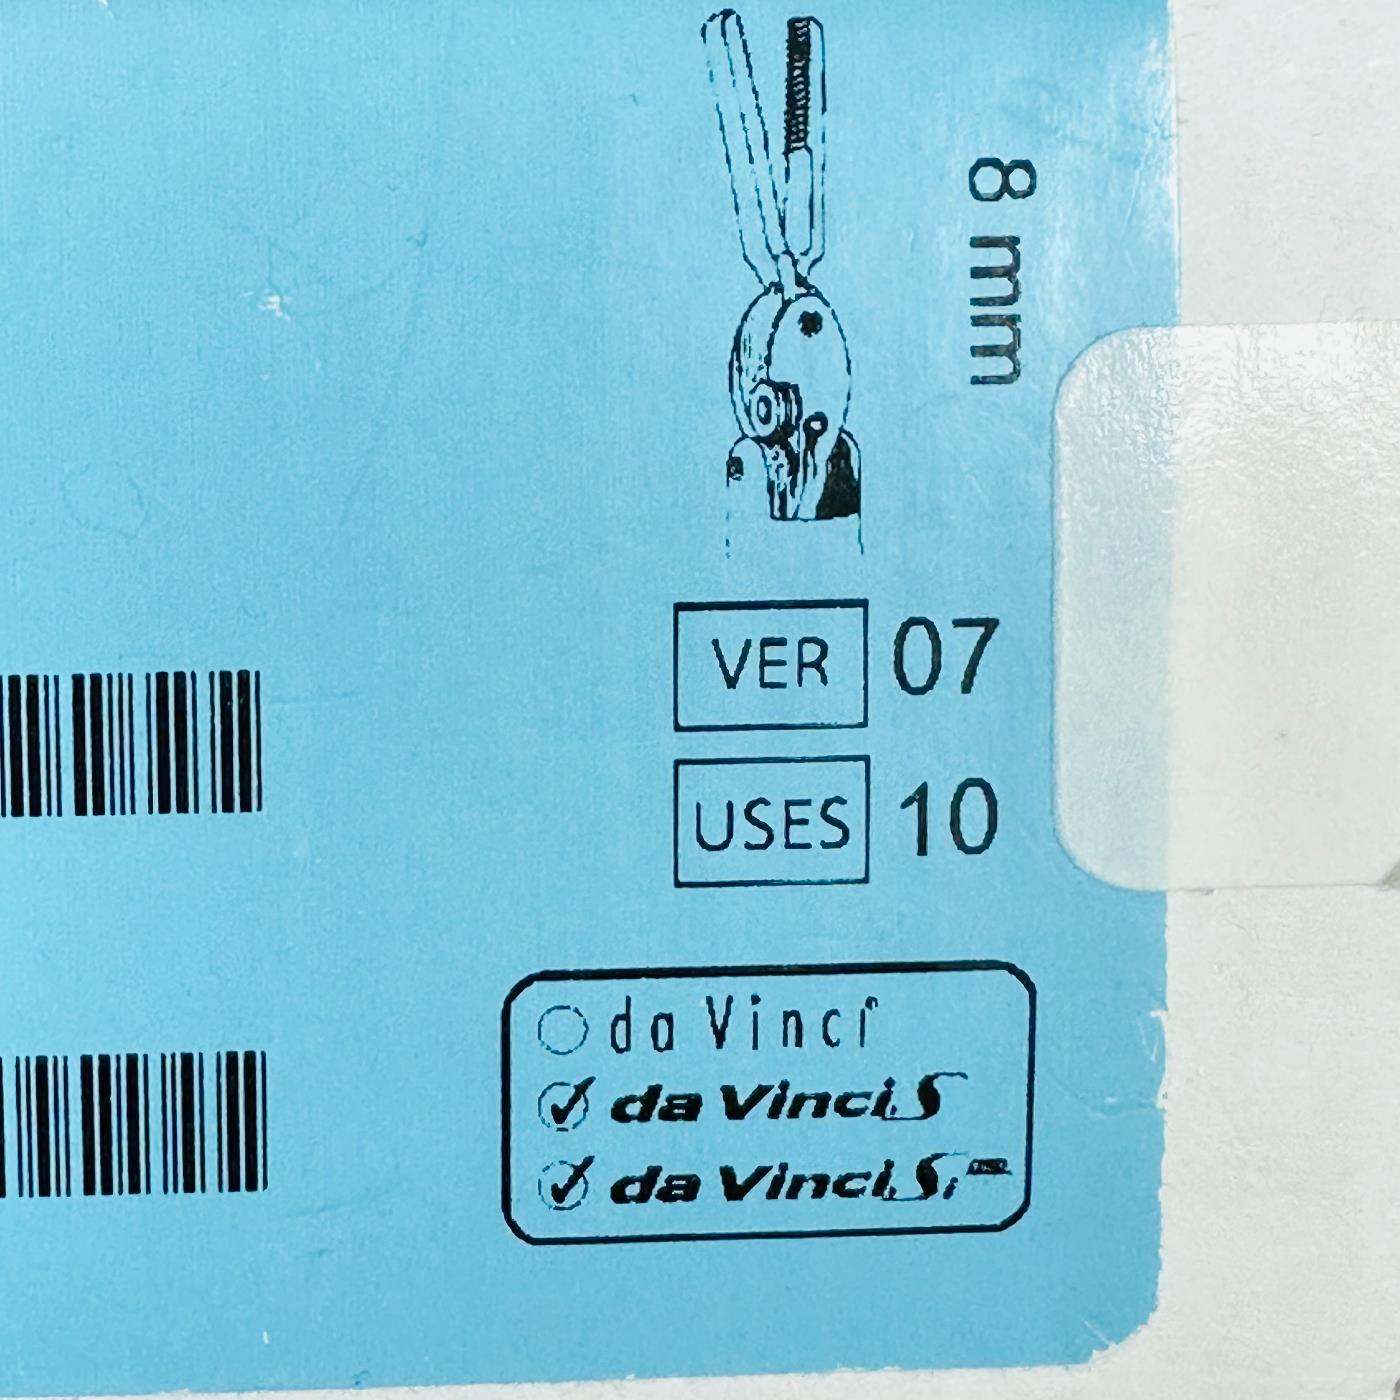 8 mm
VER 07
USES 10
da Vinci
da Vinci S
da Vinci Si